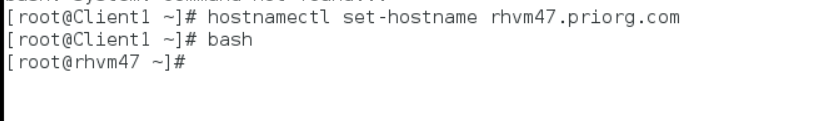 [root@Client1 ~]# hostnamectl set-hostname rhvm47.priorg.com
[root@Client1 ~]# bash
[root@rhvm47 ~]#